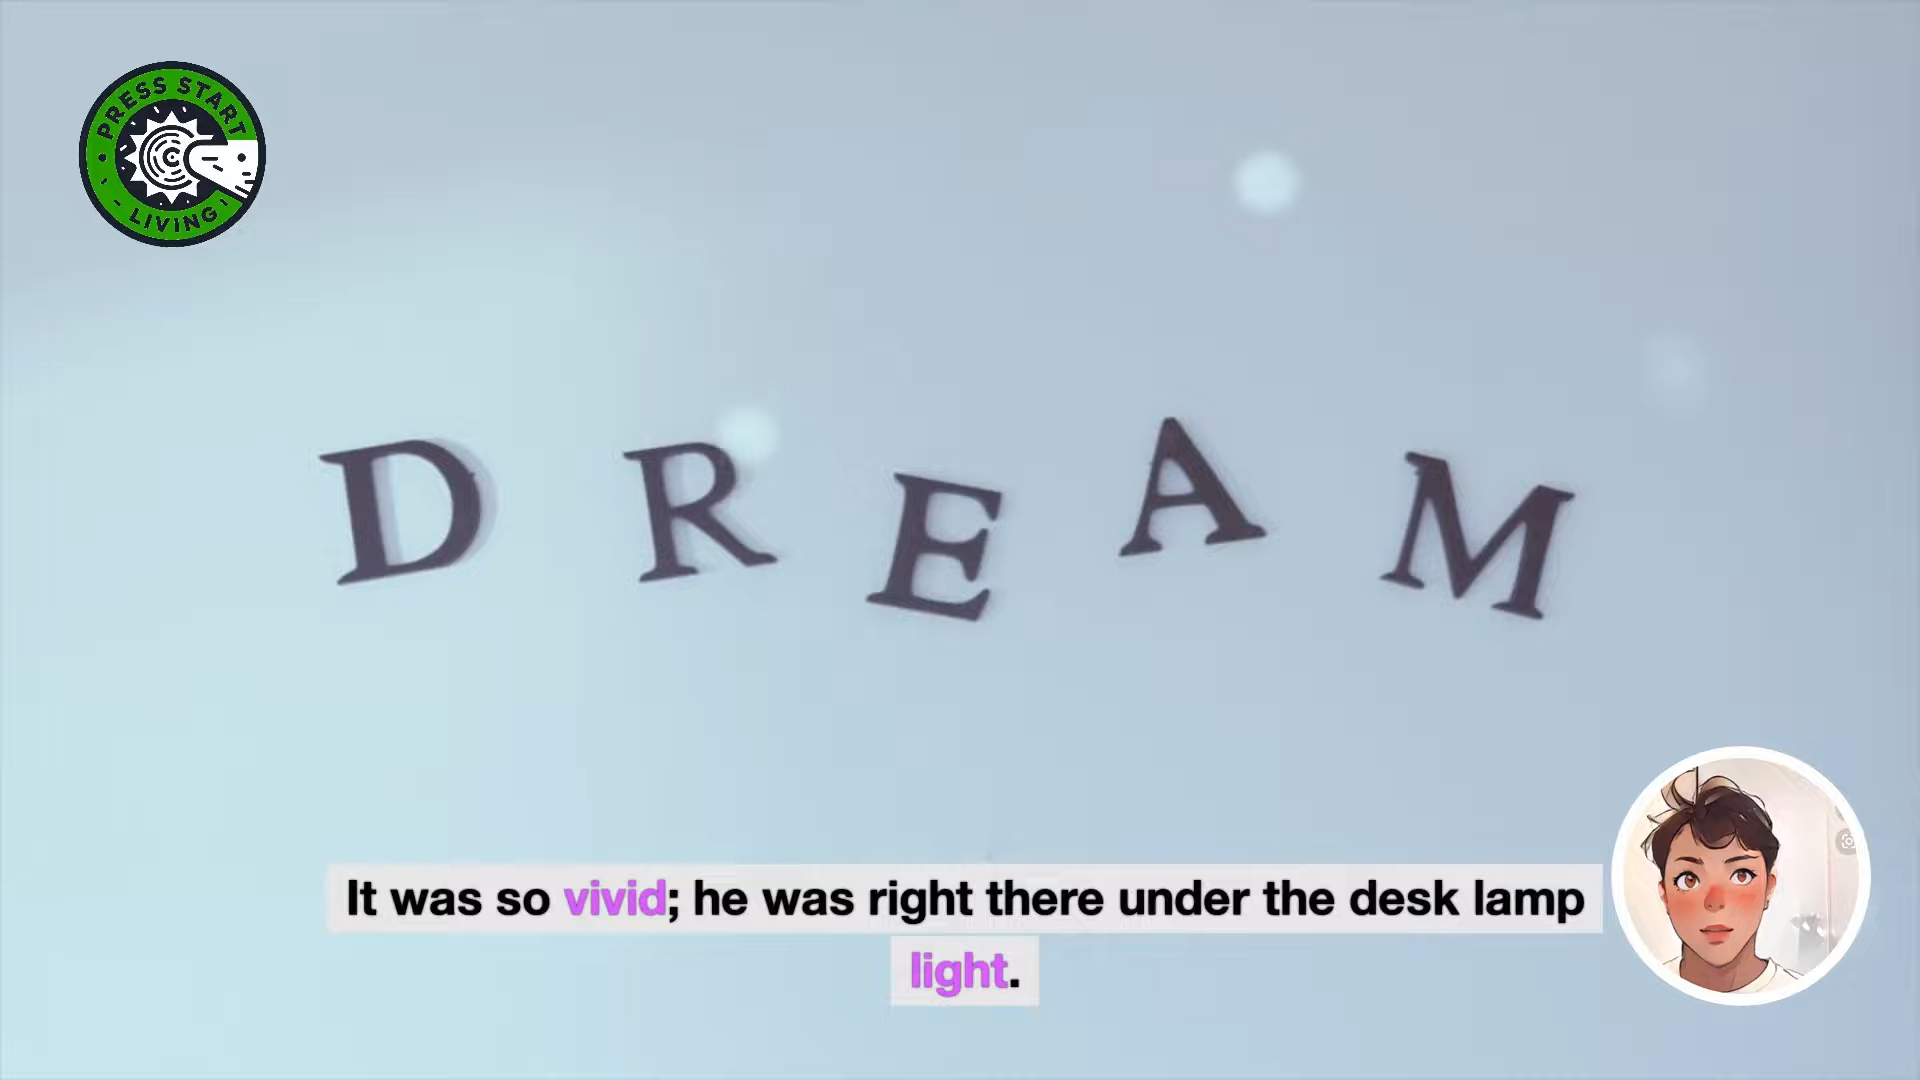 PRESS START
LIVING
DREAM
It was so vivid; he was right there under the desk lamp
light.